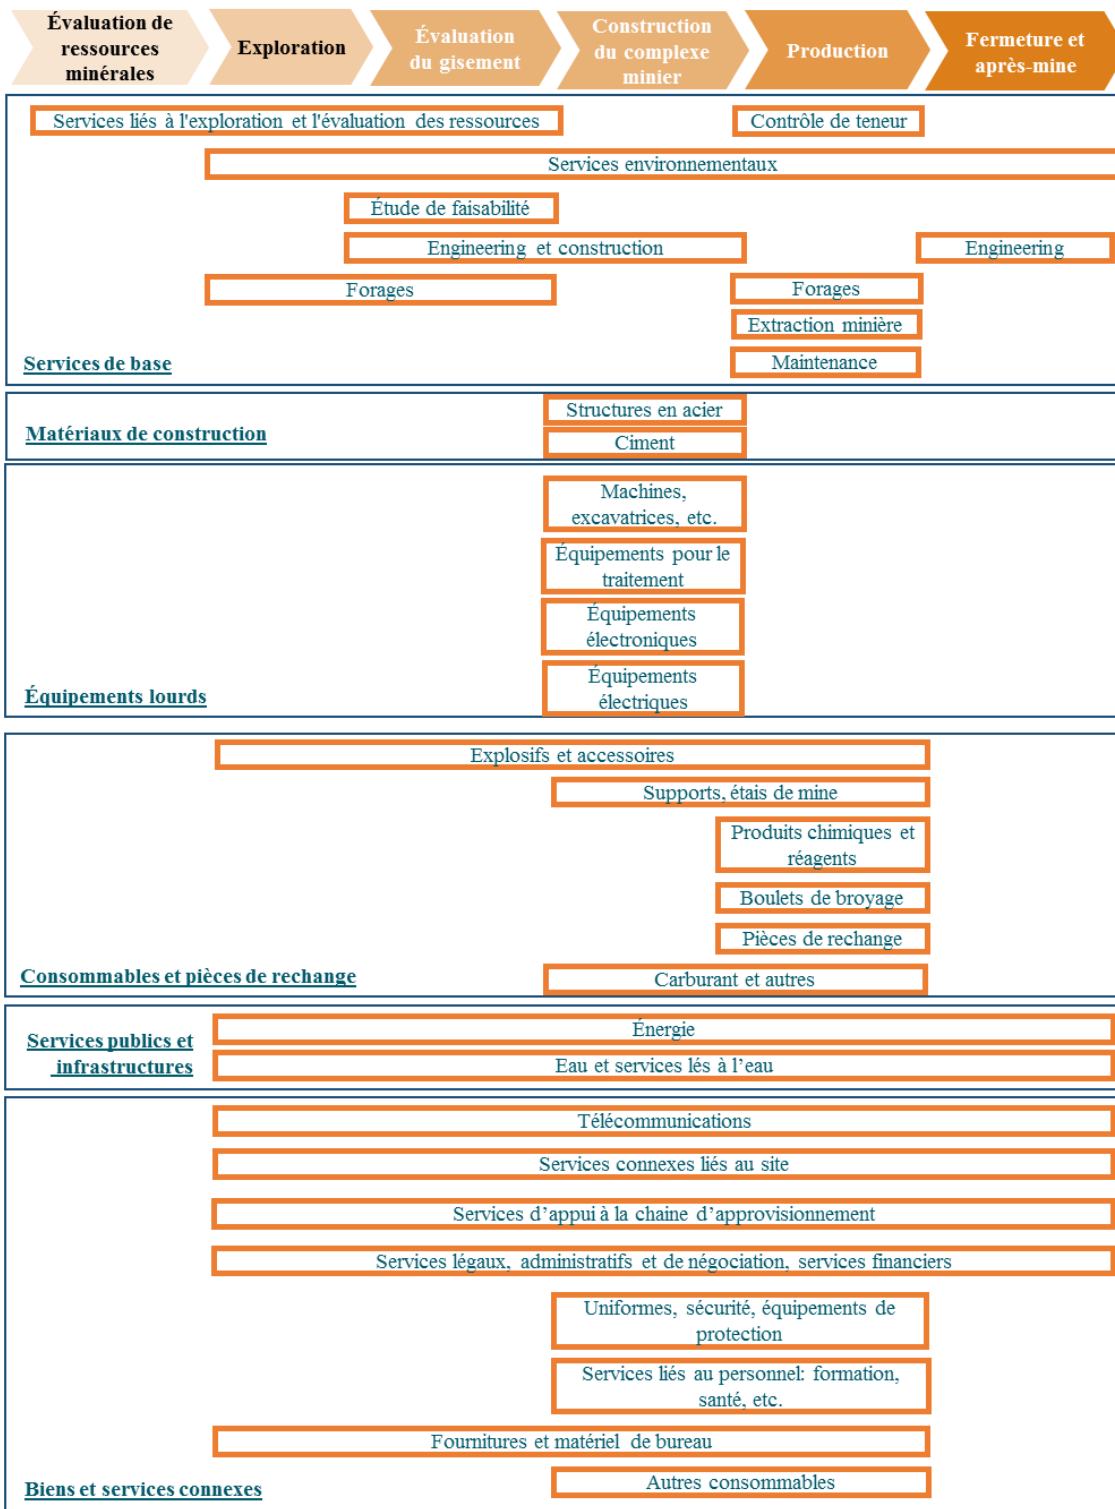 Évaluation de
ressources
minérales
Exploration
Évaluation
du gisement
Construction
du complexe
minier
Production
Fermeture et
après-mine
Services liés à l'exploration et l'évaluation des ressources
Contrôle de teneur
Services environnementaux
Étude de faisabilité
Engineering et construction
Engineering
Forages
Forages
Extraction minière
Maintenance
Services de base
Structures en acier
Ciment
Matériaux de construction
Machines,
excavatrices, etc.
Équipements pour le
traitement
Équipements
électroniques
Équipements
électriques
Équipements lourds
Explosifs et accessoires
Supports, étais de mine
Produits chimiques et
réagents
Boulets de broyage
Pièces de rechange
Carburant et autres
Consommables et pièces de rechange
Services publics et
infrastructures
Énergie
Eau et services lés à l’eau
Télécommunications
Services connexes liés au site
Services d’appui à la chaine d’approvisionnement
Services légaux, administratifs et de négociation, services financiers
Uniformes, sécurité, équipements de
protection
Services liés au personnel: formation,
santé, etc.
Fournitures et matériel de bureau
Autres consommables
Biens et services connexes